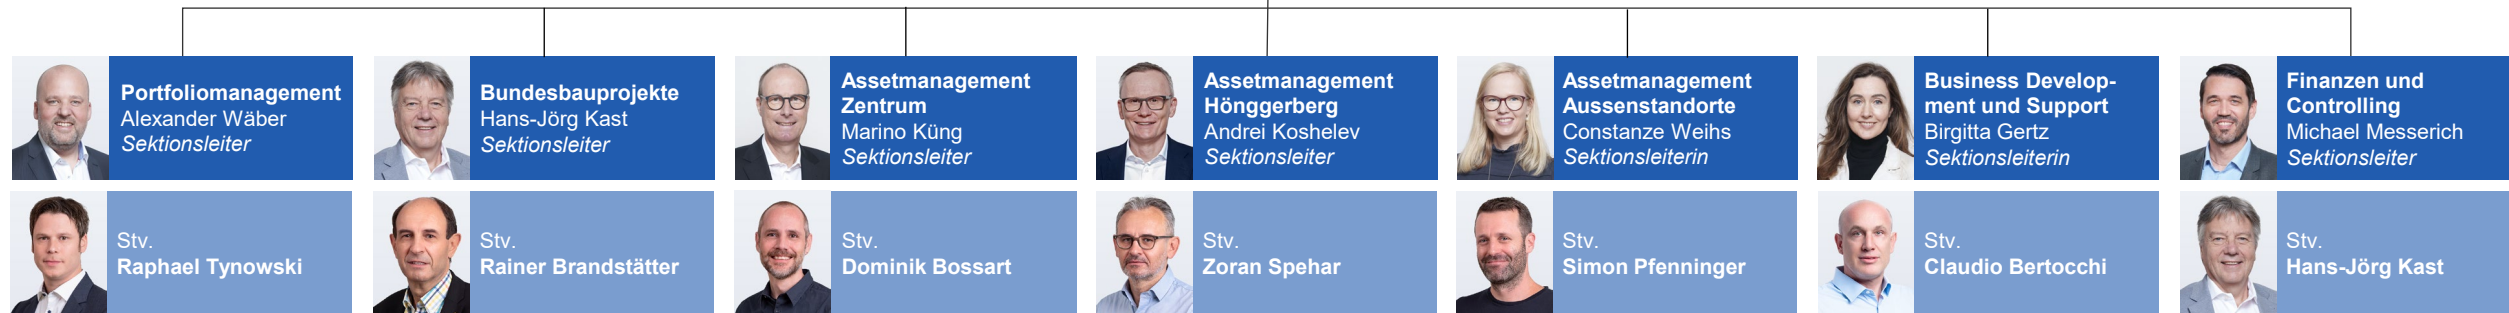 Portfoliomanagement
Alexander Wäber
Sektionsleiter
Bundesbauprojekte
Hans-Jörg Kast
Sektionsleiter
Assetmanagement
Zentrum
Marino Küng
Sektionsleiter
Assetmanagement
Hönggerberg
Andrei Koshelev
Sektionsleiter
Assetmanagement
Aussenstandorte
Constanze Weihs
Sektionsleiterin
Business Develop-
ment und Support
Birgitta Gertz
Sektionsleiterin
Finanzen und
Controlling
Michael Messerich
Sektionsleiter
Stv.
Raphael Tynowski
Stv.
Rainer Brandstätter
Stv.
Dominik Bossart
Stv.
Zoran Spehar
Stv.
Simon Pfenninger
Stv.
Claudio Bertocchi
Stv.
Hans-Jörg Kast